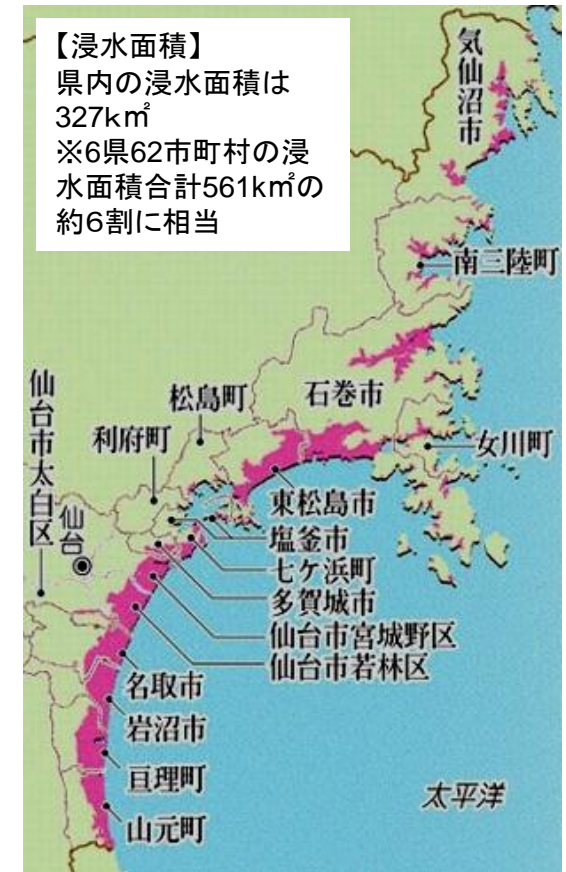 【浸水面積】
県内の浸水面積は
327k㎡
※6県62市町村の浸
水面積合計561k㎡の
約6割に相当
気仙沼市
南三陸町
石巻市
松島町
女川町
利府町
仙台市太白区
仙台
東松島市
塩釜市
七ケ浜町
多賀城市
仙台市宮城野区
仙台市若林区
名取市
岩沼市
亘理町
山元町
太平洋